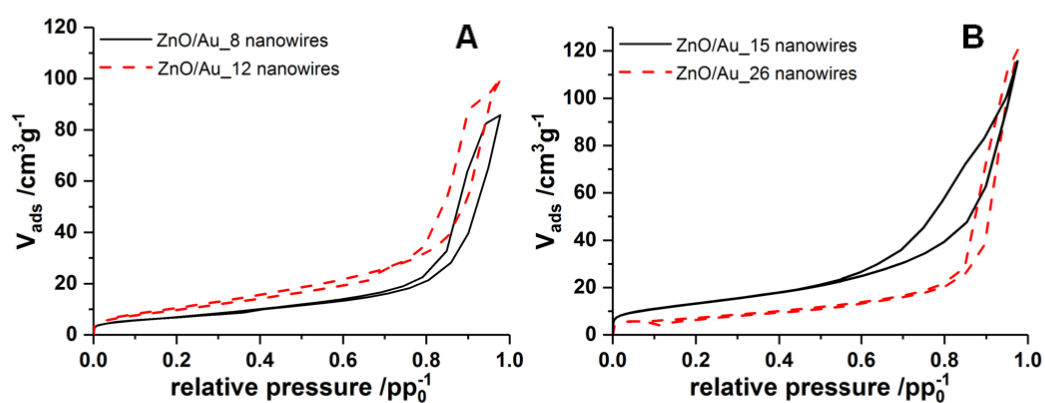 A
ZnO/Au_8 nanowires
ZnO/Au_12 nanowires
120
100
80
60
40
20
0
V_ads /cm³g⁻¹
0.0 0.2 0.4 0.6 0.8 1.0
relative pressure /pp₀⁻¹
B
ZnO/Au_15 nanowires
ZnO/Au_26 nanowires
120
100
80
60
40
20
0
V_ads /cm³g⁻¹
0.0 0.2 0.4 0.6 0.8 1.0
relative pressure /pp₀⁻¹